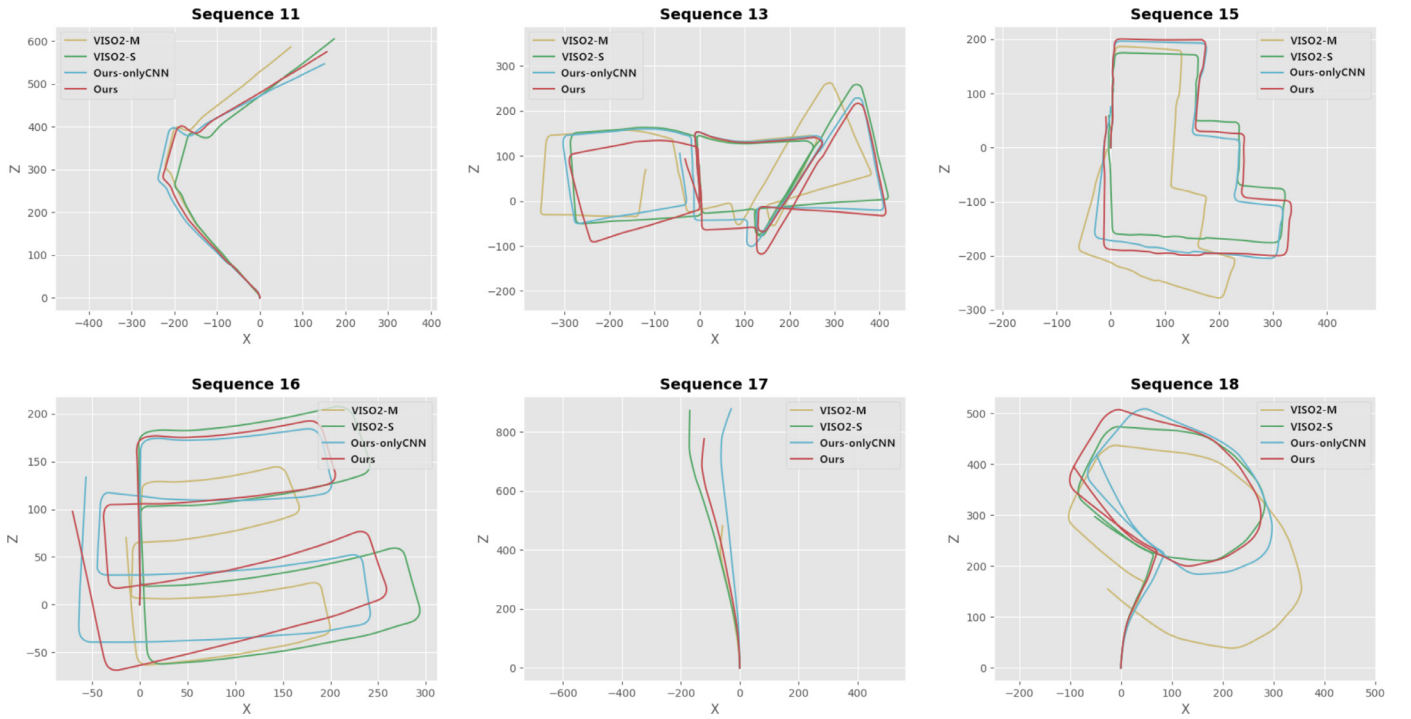 Sequence 11
VISO2-M
VISO2-S
Ours-onlyCNN
Ours
600
500
400
300
200
100
0
Z
−400 −300 −200 −100 0 100 200 300 400
X
Sequence 13
VISO2-M
VISO2-S
Ours-onlyCNN
Ours
300
200
100
0
−100
−200
Z
−300 −200 −100 0 100 200 300 400
X
Sequence 15
VISO2-M
VISO2-S
Ours-onlyCNN
Ours
200
100
0
−100
−200
−300
Z
−200 −100 0 100 200 300 400
X
Sequence 16
VISO2-M
VISO2-S
Ours-onlyCNN
Ours
200
150
100
50
0
−50
Z
−50 0 50 100 150 200 250 300
X
Sequence 17
VISO2-M
VISO2-S
Ours-onlyCNN
Ours
800
600
400
200
0
Z
−600 −400 −200 0 200 400
X
Sequence 18
VISO2-M
VISO2-S
Ours-onlyCNN
Ours
500
400
300
200
100
0
Z
−200 −100 0 100 200 300 400 500
X